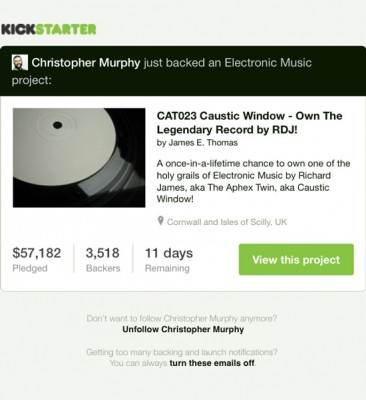 KICKSTARTER
Christopher Murphy just backed an Electronic Music
project:
CAT023 Caustic Window - Own The
Legendary Record by RDJ!
by James E. Thomas
A once-in-a-lifetime chance to own one of the
holy grails of Electronic Music by Richard
James, aka The Aphex Twin, aka Caustic
Window!
Cornwall and Isles of Scilly, UK
$57,182 3,518 11 days
Pledged Backers Remaining
View this project
Don't want to follow Christopher Murphy anymore?
Unfollow Christopher Murphy
Getting too many backing and launch notifications?
You can always turn these emails off.